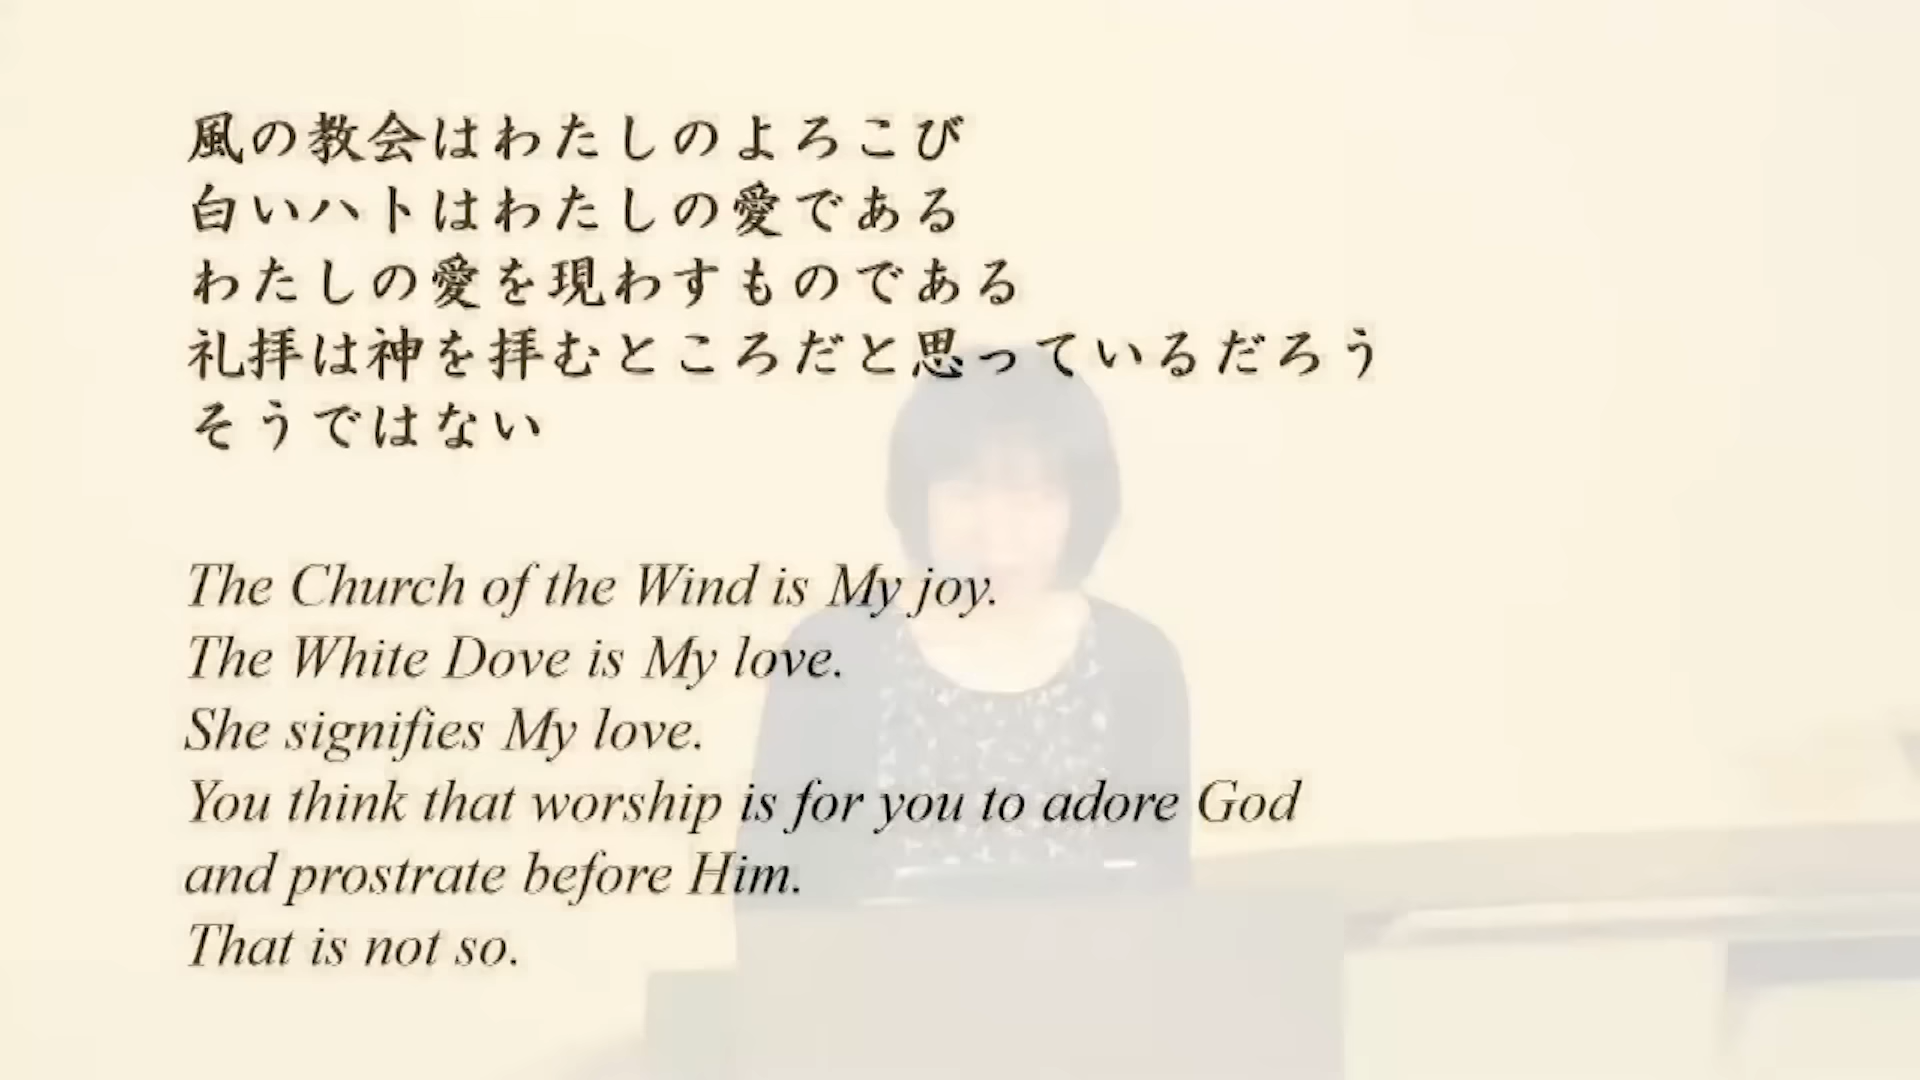 風の教会はわたしのよろこび
白いハトはわたしの愛である
わたしの愛を現わすものである
礼拝は神を拝むところだと思っているだろう
そうではない
The Church of the Wind is My joy.
The White Dove is My love.
She signifies My love.
You think that worship is for you to adore God
and prostrate before Him.
That is not so.